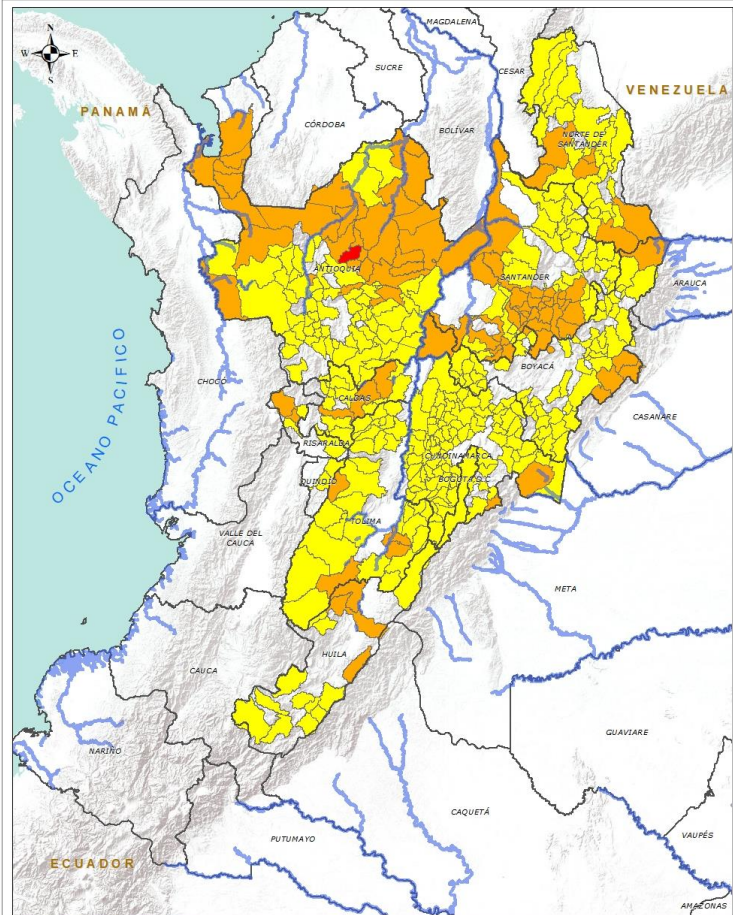 N
W E
S
MAGDALENA
SUCRE
CESAR
VENEZUELA
PANAMÁ
CÓRDOBA
BOLÍVAR
NORTE DE
SANTANDER
ANTIOQUIA
SANTANDER
ARAUCA
OCEANO PACIFICO
CHOCÓ
BOYACÁ
CALDAS
CASANARE
RISARALDA
CUNDINAMARCA
QUINDIO
BOGOTÁ D.C.
TOLIMA
VALLE DEL
CAUCA
META
HUILA
CAUCA
GUAVIARE
NARIÑO
CAQUETÁ
PUTUMAYO
VAUPÉS
ECUADOR
AMAZONAS